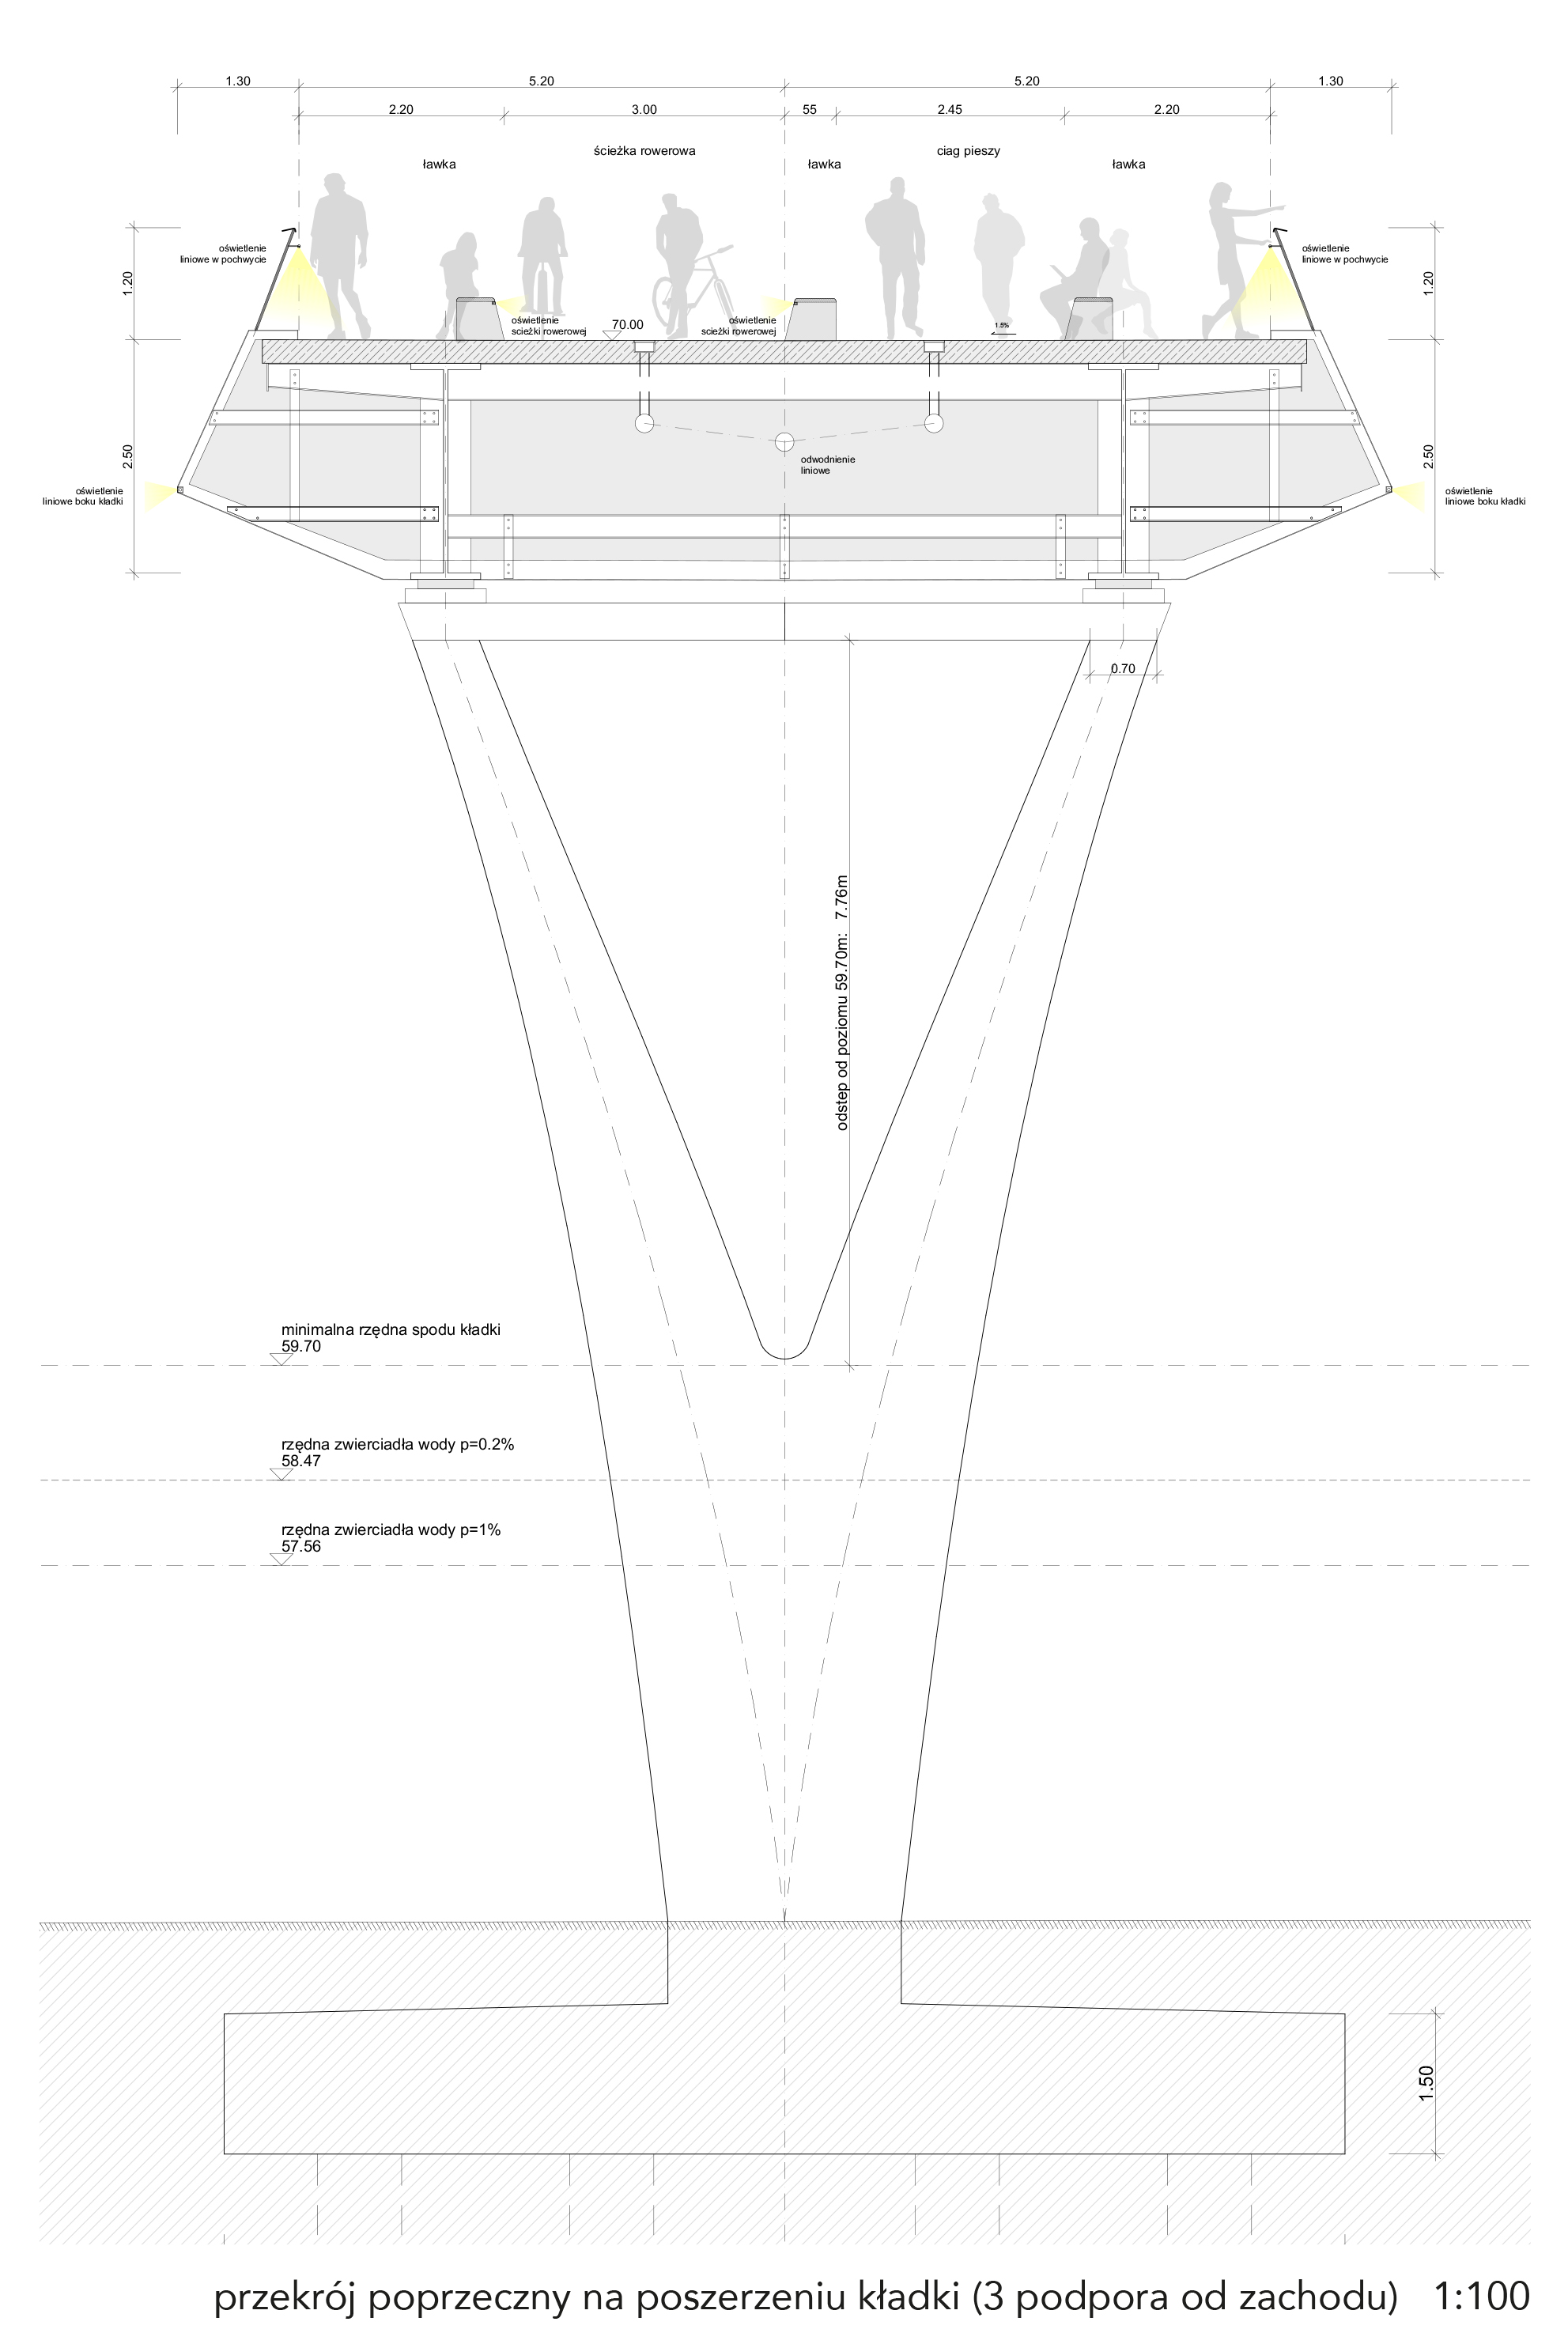 1.30 5.20 5.20 1.30
2.20 3.00 55 2.45 2.20
ścieżka rowerowa ciag pieszy
ławka ławka ławka
oświetlenie
liniowe w pochwycie
oświetlenie
liniowe w pochwycie
1.20
1.20
oświetlenie
scieżki rowerowej
70.00
oświetlenie
scieżki rowerowej
1.5%
2.50
2.50
odwodnienie
liniowe
oświetlenie
liniowe boku kładki
oświetlenie
liniowe boku kładki
0.70
odstep od poziomu 59.70m: 7.76m
minimalna rzędna spodu kładki
59.70
rzędna zwierciadła wody p=0.2%
58.47
rzędna zwierciadła wody p=1%
57.56
1.50
przekrój poprzeczny na poszerzeniu kładki (3 podpora od zachodu) 1:100